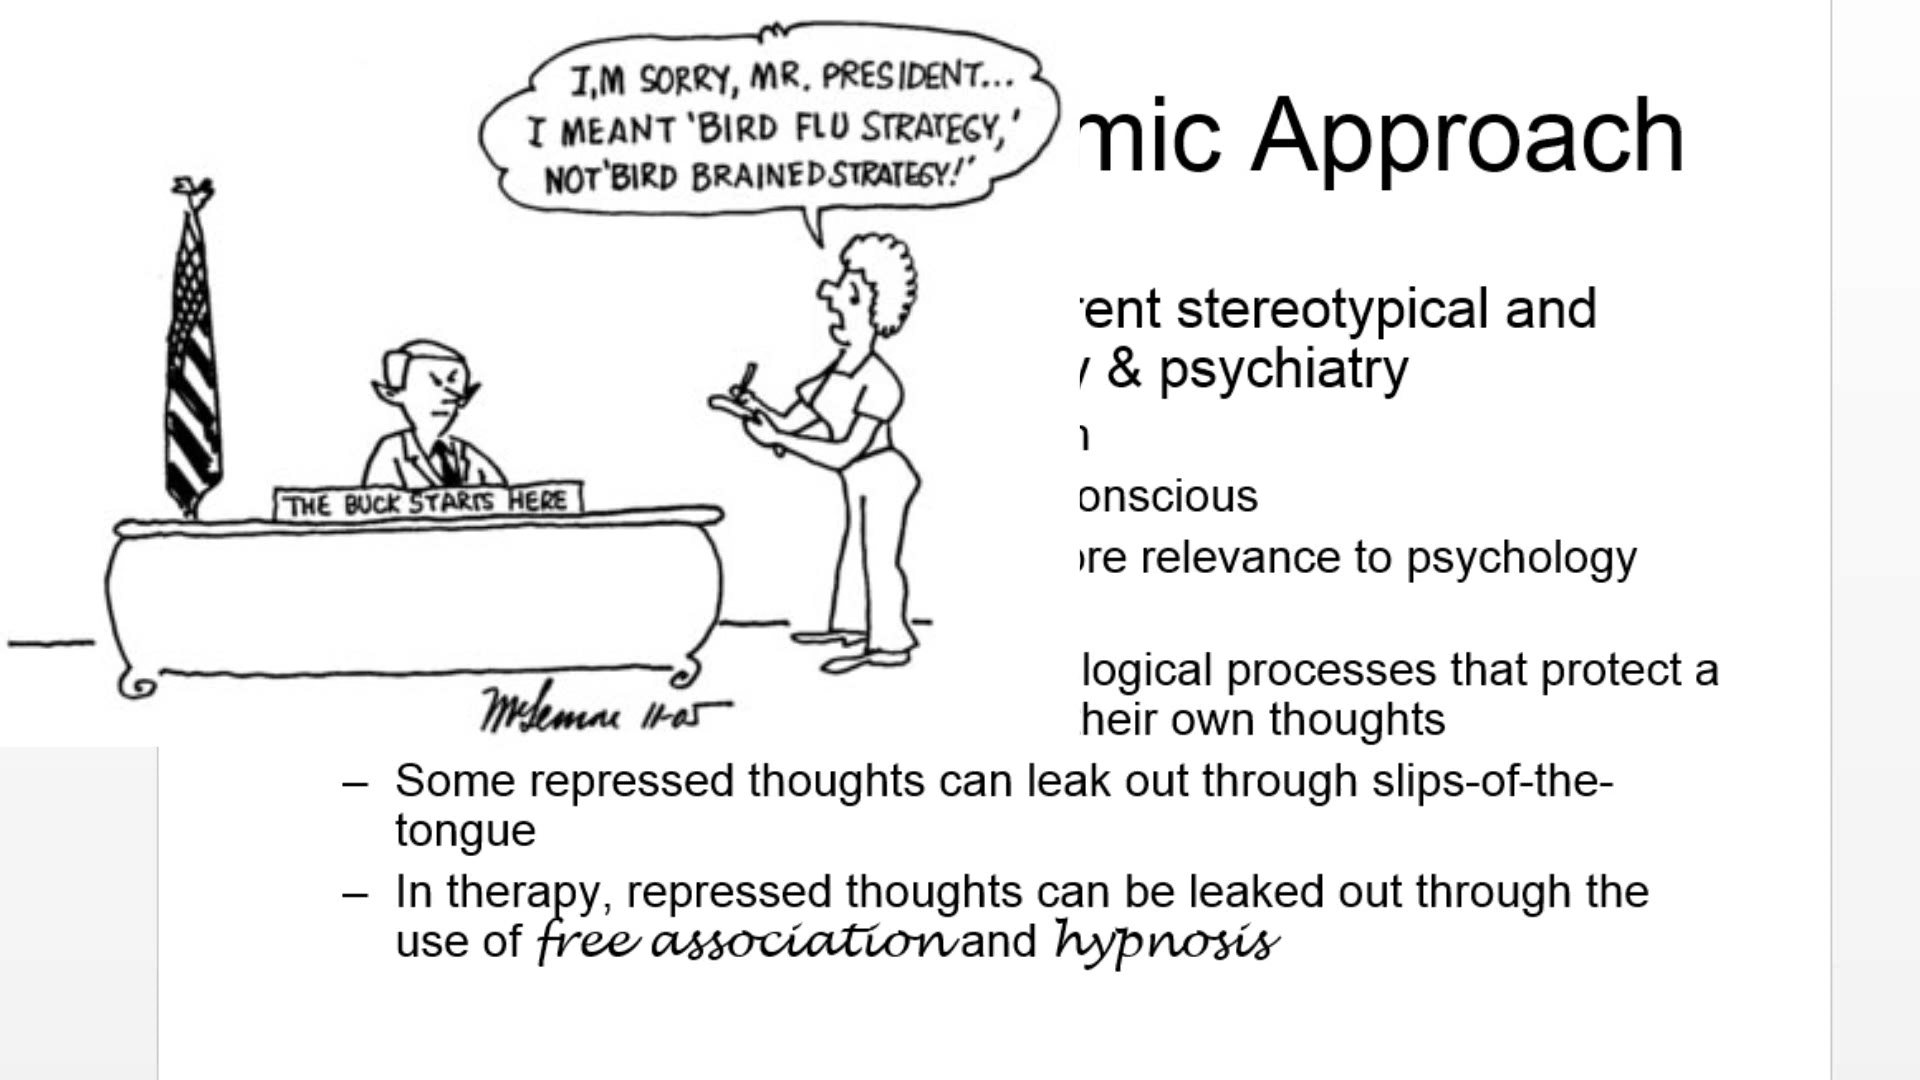 I,M SORRY, MR. PRESIDENT...
I MEANT 'BIRD FLU STRATEGY,'
NOT 'BIRD BRAINED STRATEGY!'
THE BUCK STARTS HERE
11-05
mic Approach
ent stereotypical and
& psychiatry
onscious
re relevance to psychology
logical processes that protect a
heir own thoughts
– Some repressed thoughts can leak out through slips-of-the-
tongue
– In therapy, repressed thoughts can be leaked out through the
use of free association and hypnosis